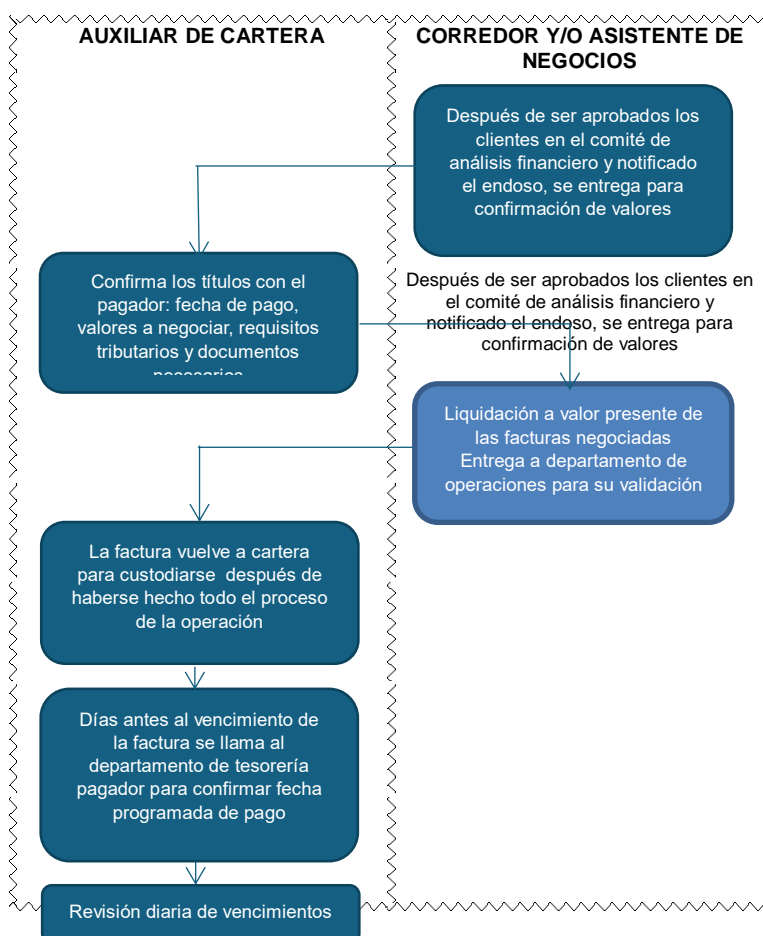 AUXILIAR DE CARTERA
CORREDOR Y/O ASISTENTE DE
NEGOCIOS
Después de ser aprobados los
clientes en el comité de
análisis financiero y notificado
el endoso, se entrega para
confirmación de valores
Confirma los títulos con el
pagador: fecha de pago,
valores a negociar, requisitos
tributarios y documentos
necesarios
Después de ser aprobados los clientes en
el comité de análisis financiero y
notificado el endoso, se entrega para
confirmación de valores
Liquidación a valor presente de
las facturas negociadas
Entrega a departamento de
operaciones para su validación
La factura vuelve a cartera
para custodiarse después de
haberse hecho todo el proceso
de la operación
Días antes al vencimiento de
la factura se llama al
departamento de tesorería
pagador para confirmar fecha
programada de pago
Revisión diaria de vencimientos